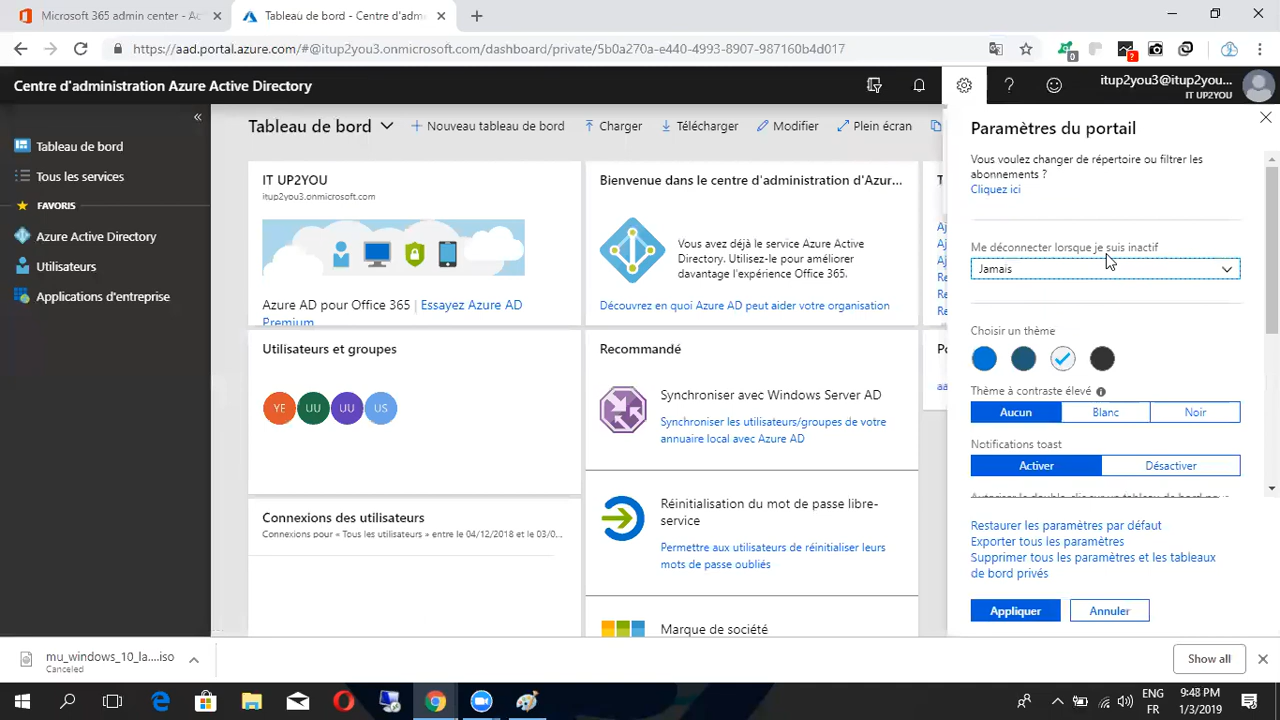 Microsoft 365 admin center - Ac
Tableau de bord - Centre d'adm
https://aad.portal.azure.com/#@itup2you3.onmicrosoft.com/dashboard/private/5b0a270a-e440-4993-8907-987160b4d017
0
?
Centre d'administration Azure Active Directory
itup2you3@itup2you...
IT UP2YOU
Tableau de bord
Tous les services
FAVORIS
Azure Active Directory
Utilisateurs
Applications d'entreprise
Tableau de bord
Nouveau tableau de bord
Charger
Télécharger
Modifier
Plein écran
IT UP2YOU
itup2you3.onmicrosoft.com
Azure AD pour Office 365 | Essayez Azure AD
Premium
Utilisateurs et groupes
YE
UU
UU
US
Connexions des utilisateurs
Connexions pour « Tous les utilisateurs » entre le 04/12/2018 et le 03/0...
Bienvenue dans le centre d'administration d'Azur...
Vous avez déjà le service Azure Active
Directory. Utilisez-le pour améliorer
davantage l'expérience Office 365.
Découvrez en quoi Azure AD peut aider votre organisation
Recommandé
Synchroniser avec Windows Server AD
Synchroniser les utilisateurs/groupes de votre
annuaire local avec Azure AD
Réinitialisation du mot de passe libre-
service
Permettre aux utilisateurs de réinitialiser leurs
mots de passe oubliés
Marque de société
Aj
Aj
Aj
Re
Re
Re
aa
Paramètres du portail
Vous voulez changer de répertoire ou filtrer les
abonnements ?
Cliquez ici
Me déconnecter lorsque je suis inactif
Jamais
Choisir un thème
Thème à contraste élevé
Aucun
Blanc
Noir
Notifications toast
Activer
Désactiver
Restaurer les paramètres par défaut
Exporter tous les paramètres
Supprimer tous les paramètres et les tableaux
de bord privés
Appliquer
Annuler
mu_windows_10_la....iso
Canceled
Show all
ENG
FR
9:48 PM
1/3/2019